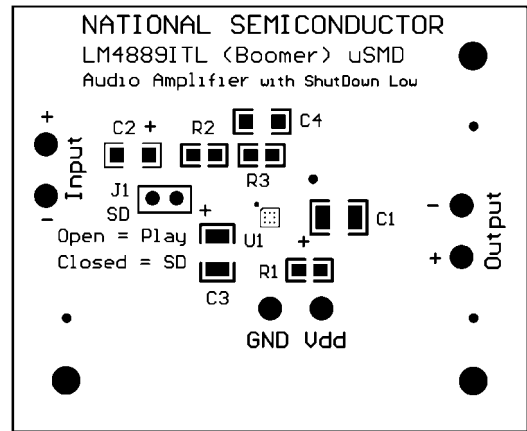 NATIONAL SEMICONDUCTOR
LM4889ITL (Boomer) uSMD
Audio Amplifier with ShutDown Low
+
Input
-
C2 +
R2
C4
R3
J1
SD
Open = Play
Closed = SD
+
U1
C3
C1
+
R1
GND Vdd
-
Output
+